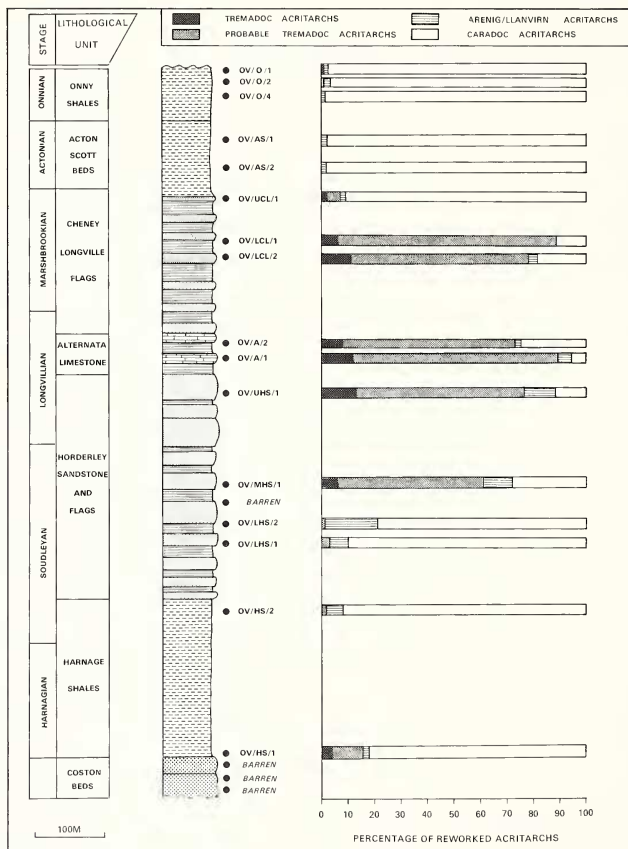 STAGE
LITHOLOGICAL UNIT
TREMADOC ACRITARCHS
PROBABLE TREMADOC ACRITARCHS
ARENIG/LLANVIRN ACRITARCHS
CARADOC ACRITARCHS
ONNIAN
ONNY
SHALES
OV/O/1
OV/O/2
OV/O/4
ACTONIAN
ACTON
SCOTT
BEDS
OV/AS/1
OV/AS/2
MARSHBROOKIAN
CHENEY
LONGVILLE
FLAGS
OV/UCL/1
OV/LCL/1
OV/LCL/2
LONGVILLIAN
ALTERNATA
LIMESTONE
OV/A/2
OV/A/1
OV/UHS/1
SOUDLEYAN
HORDERLEY
SANDSTONE
AND
FLAGS
OV/MHS/1
BARREN
OV/LHS/2
OV/LHS/1
OV/HS/2
HARNAGIAN
HARNAGE
SHALES
OV/HS/1
COSTON
BEDS
BARREN
BARREN
BARREN
100M
0 10 20 30 40 50 60 70 80 90 100
PERCENTAGE OF REWORKED ACRITARCHS